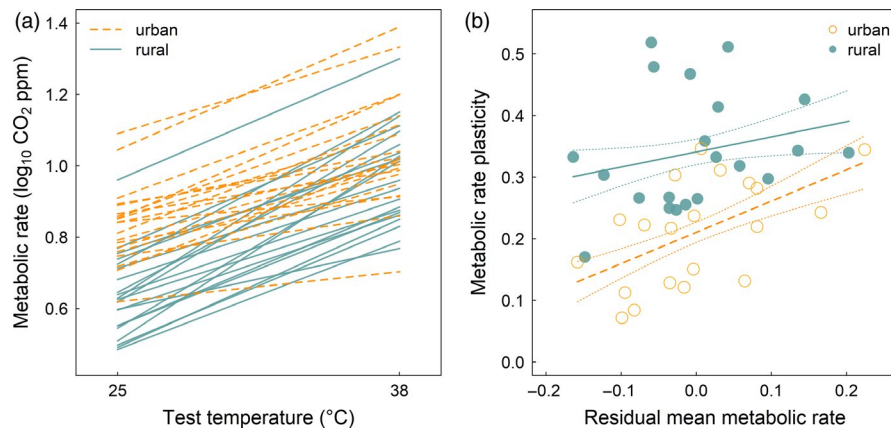 (a)
urban
rural
1.4
1.2
1.0
0.8
0.6
Metabolic rate (log10 CO2 ppm)
25
38
Test temperature (°C)
(b)
urban
rural
0.5
0.4
0.3
0.2
0.1
0.0
Metabolic rate plasticity
−0.2
−0.1
0.0
0.1
0.2
Residual mean metabolic rate